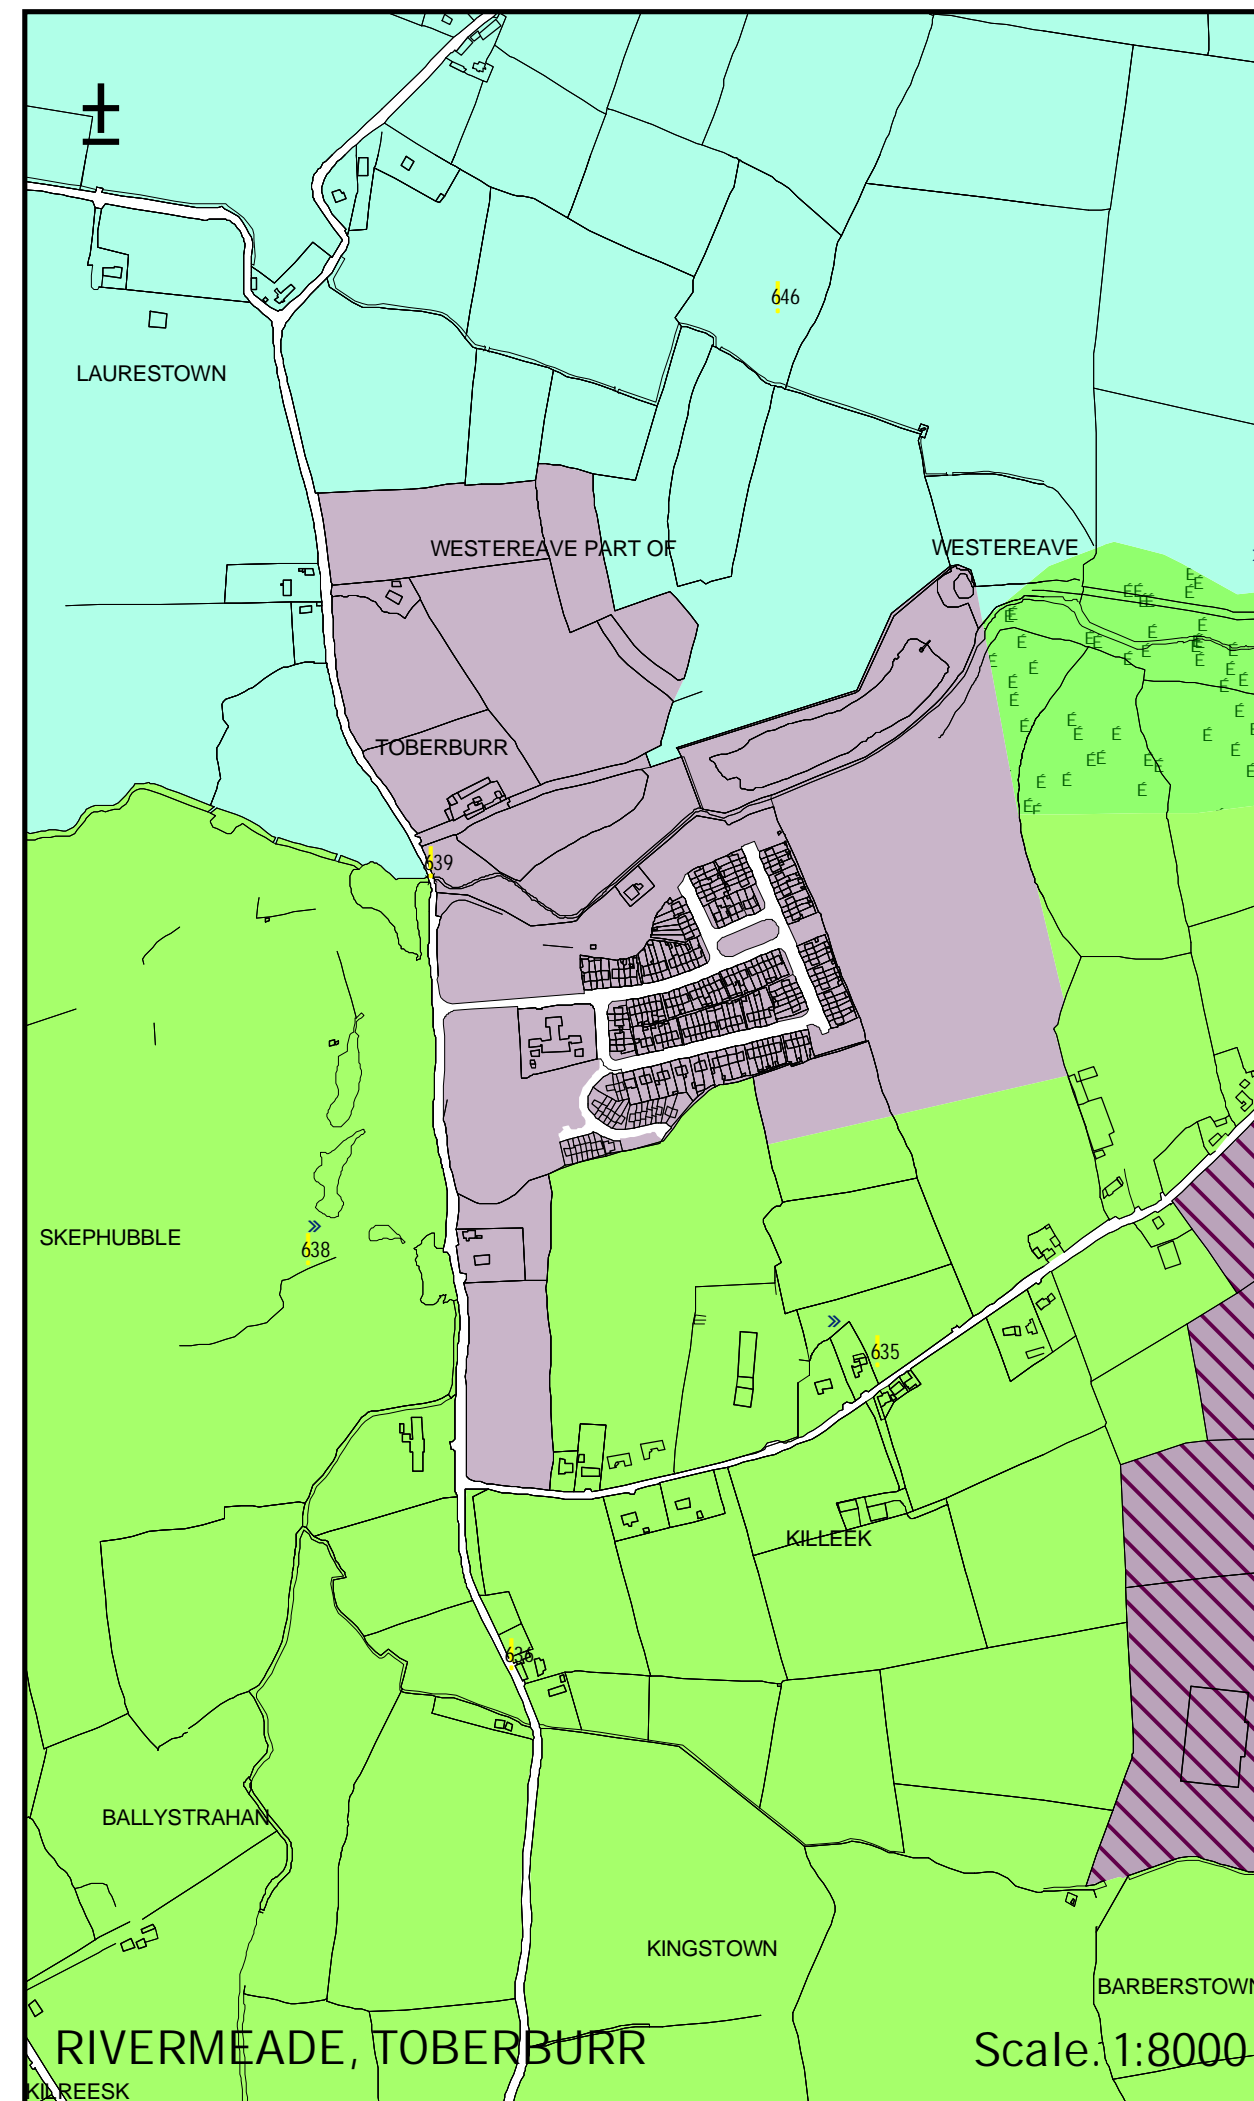 646
LAURESTOWN
WESTEREAVE PART OF
WESTEREAVE
TOBERBURR
639
SKEPHUBBLE
638
635
KILLEEK
636
BALLYSTRAHAN
KINGSTOWN
BARBERSTOWN
RIVERMEADE, TOBERBURR
Scale. 1:8000
KILREESK